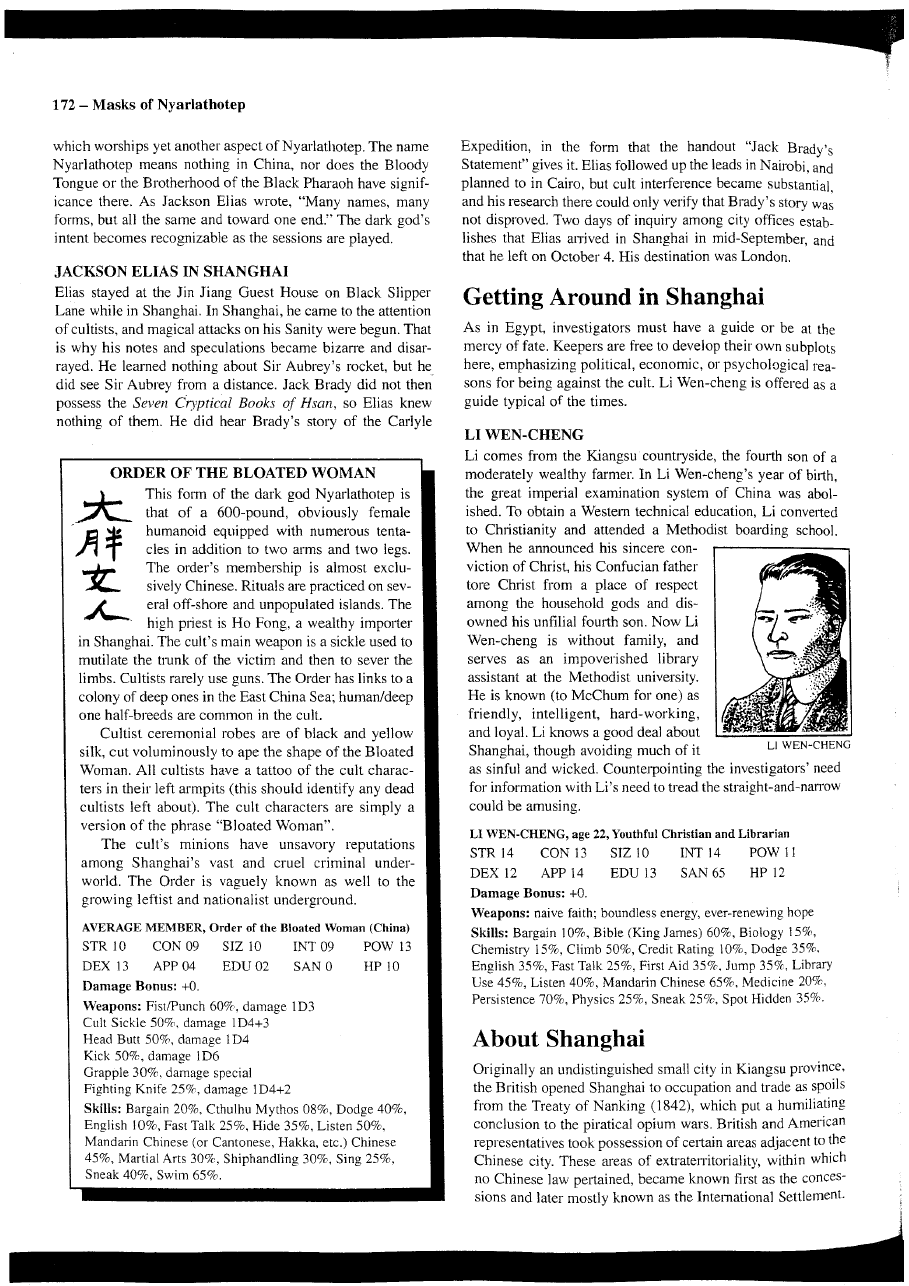 172 – Masks of Nyarlathotep
which worships yet another aspect of Nyarlathotep. The name
Nyarlathotep means nothing in China, nor does the Bloody
Tongue or the Brotherhood of the Black Pharaoh have signif-
icance there. As Jackson Elias wrote, “Many names, many
forms, but all the same and toward one end.” The dark god's
intent becomes recognizable as the sessions are played.
JACKSON ELIAS IN SHANGHAI
Elias stayed at the Jin Jiang Guest House on Black Slipper
Lane while in Shanghai. In Shanghai, he came to the attention
of cultists, and magical attacks on his Sanity were begun. That
is why his notes and speculations became bizarre and disar-
rayed. He learned nothing about Sir Aubrey's rocket, but he
did see Sir Aubrey from a distance. Jack Brady did not then
possess the Seven Cryptical Books of Hsan, so Elias knew
nothing of them. He did hear Brady's story of the Carlyle
ORDER OF THE BLOATED WOMAN
大
胖
女
人
This form of the dark god Nyarlathotep is
that of a 600-pound, obviously female
humanoid equipped with numerous tenta-
cles in addition to two arms and two legs.
The order's membership is almost exclu-
sively Chinese. Rituals are practiced on sev-
eral off-shore and unpopulated islands. The
high priest is Ho Fong, a wealthy importer
in Shanghai. The cult's main weapon is a sickle used to
mutilate the trunk of the victim and then to sever the
limbs. Cultists rarely use guns. The Order has links to a
colony of deep ones in the East China Sea; human/deep
one half-breeds are common in the cult.
Cultist ceremonial robes are of black and yellow
silk, cut voluminously to ape the shape of the Bloated
Woman. All cultists have a tattoo of the cult charac-
ters in their left armpits (this should identify any dead
cultists left about). The cult characters are simply a
version of the phrase “Bloated Woman”.
The cult's minions have unsavory reputations
among Shanghai's vast and cruel criminal under-
world. The Order is vaguely known as well to the
growing leftist and nationalist underground.
AVERAGE MEMBER, Order of the Bloated Woman (China)
STR 10 CON 09 SIZ 10 INT 09 POW 13
DEX 13 APP 04 EDU 02 SAN 0 HP 10
Damage Bonus: +0.
Weapons: Fist/Punch 60%, damage 1D3
Cult Sickle 50%, damage 1D4+3
Head Butt 50%, damage 1D4
Kick 50%, damage 1D6
Grapple 30%, damage special
Fighting Knife 25%, damage 1D4+2
Skills: Bargain 20%, Cthulhu Mythos 08%, Dodge 40%,
English 10%, Fast Talk 25%, Hide 35%, Listen 50%,
Mandarin Chinese (or Cantonese, Hakka, etc.) Chinese
45%, Martial Arts 30%, Shiphandling 30%, Sing 25%,
Sneak 40%, Swim 65%.
Expedition, in the form that the handout “Jack Brady's
Statement” gives it. Elias followed up the leads in Nairobi, and
planned to in Cairo, but cult interference became substantial,
and his research there could only verify that Brady's story was
not disproved. Two days of inquiry among city offices estab-
lishes that Elias arrived in Shanghai in mid-September, and
that he left on October 4. His destination was London.
Getting Around in Shanghai
As in Egypt, investigators must have a guide or be at the
mercy of fate. Keepers are free to develop their own subplots
here, emphasizing political, economic, or psychological rea-
sons for being against the cult. Li Wen-cheng is offered as a
guide typical of the times.
LI WEN-CHENG
Li comes from the Kiangsu countryside, the fourth son of a
moderately wealthy farmer. In Li Wen-cheng's year of birth,
the great imperial examination system of China was abol-
ished. To obtain a Western technical education, Li converted
to Christianity and attended a Methodist boarding school.
When he announced his sincere con-
viction of Christ, his Confucian father
tore Christ from a place of respect
among the household gods and dis-
owned his unfilial fourth son. Now Li
Wen-cheng is without family, and
serves as an impoverished library
assistant at the Methodist university.
He is known (to McChum for one) as
friendly, intelligent, hard-working,
and loyal. Li knows a good deal about
Shanghai, though avoiding much of it
LI WEN-CHENG
as sinful and wicked. Counterpointing the investigators' need
for information with Li's need to tread the straight-and-narrow
could be amusing.
LI WEN-CHENG, age 22, Youthful Christian and Librarian
STR 14 CON 13 SIZ 10 INT 14 POW 11
DEX 12 APP 14 EDU 13 SAN 65 HP 12
Damage Bonus: +0.
Weapons: naive faith; boundless energy, ever-renewing hope
Skills: Bargain 10%, Bible (King James) 60%, Biology 15%,
Chemistry 15%, Climb 50%, Credit Rating 10%, Dodge 35%,
English 35%, Fast Talk 25%, First Aid 35%, Jump 35%, Library
Use 45%, Listen 40%, Mandarin Chinese 65%, Medicine 20%,
Persistence 70%, Physics 25%, Sneak 25%, Spot Hidden 35%.
About Shanghai
Originally an undistinguished small city in Kiangsu province,
the British opened Shanghai to occupation and trade as spoils
from the Treaty of Nanking (1842), which put a humiliating
conclusion to the piratical opium wars. British and American
representatives took possession of certain areas adjacent to the
Chinese city. These areas of extraterritoriality, within which
no Chinese law pertained, became known first as the conces-
sions and later mostly known as the International Settlement.